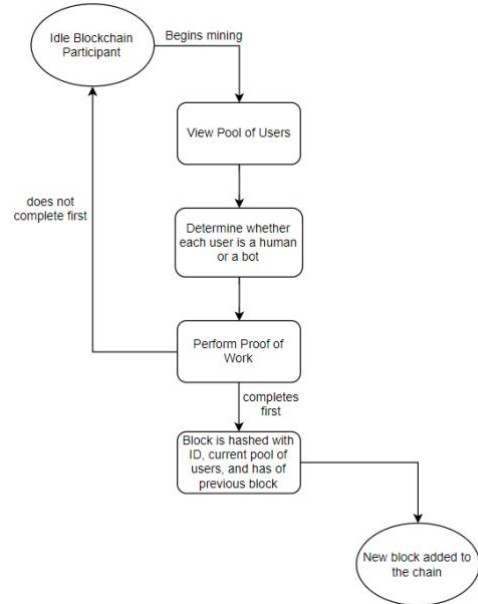 Idle Blockchain
Participant
Begins mining
View Pool of Users
does not
complete first
Determine whether
each user is a human
or a bot
Perform Proof of
Work
completes
first
Block is hashed with
ID, current pool of
users, and has of
previous block
New block added to
the chain